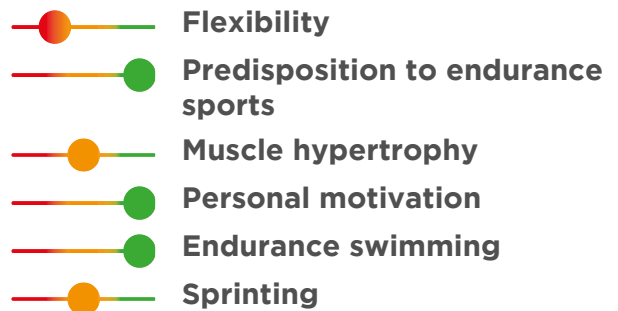 Flexibility
Predisposition to endurance
sports
Muscle hypertrophy
Personal motivation
Endurance swimming
Sprinting